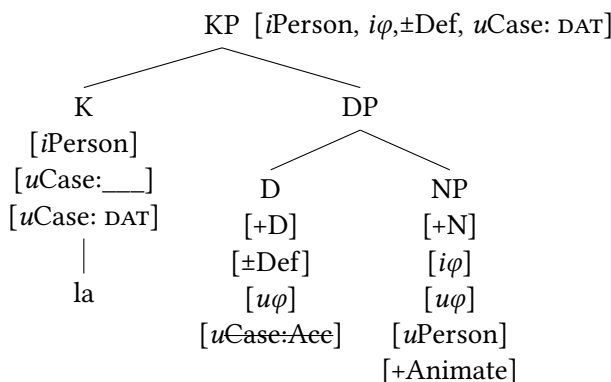 KP [iPerson, iφ,±Def, uCase: DAT]
K DP
[iPerson]
[uCase:___] D NP
[uCase: DAT] [+D] [+N]
[±Def] [iφ]
la [uφ] [uφ]
[uCase:Acc] [uPerson]
[+Animate]